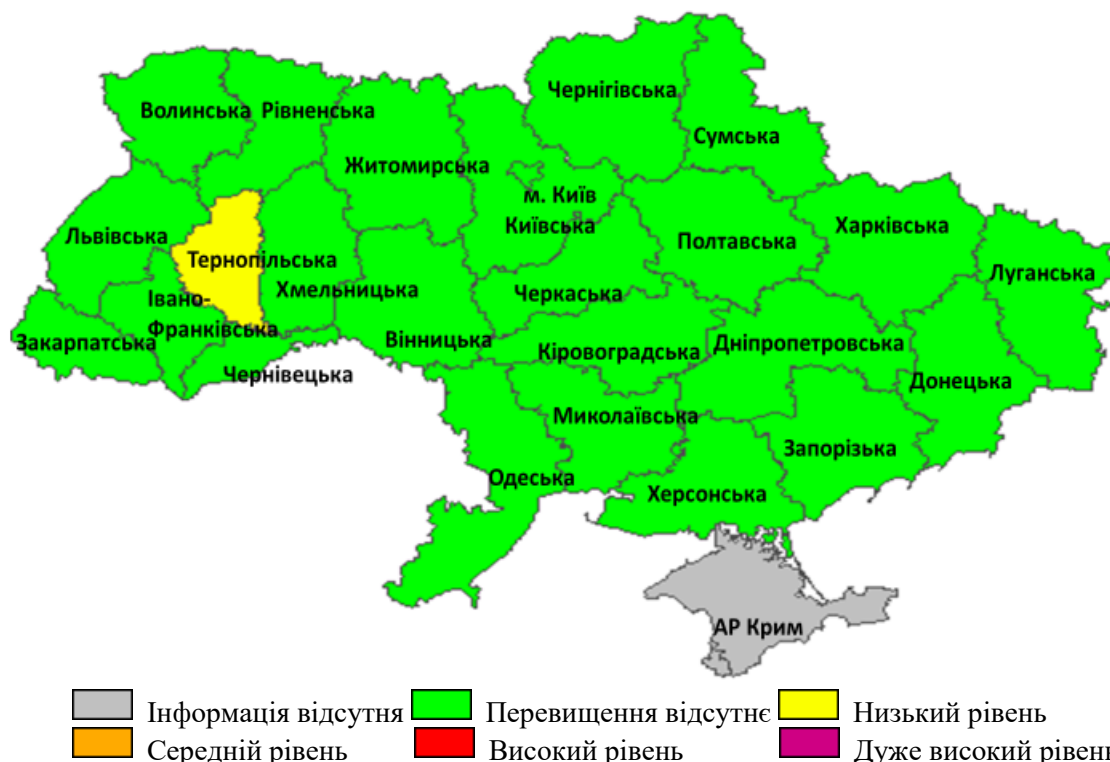 Чернігівська
Волинська
Рівненська
Сумська
Житомирська
м. Київ
Київська
Харківська
Львівська
Полтавська
Тернопільська
Луганська
Хмельницька
Черкаська
Івано-
Франківська
Закарпатська
Вінницька
Кіровоградська
Дніпропетровська
Чернівецька
Донецька
Миколаївська
Запорізька
Одеська
Херсонська
АР Крим
Інформація відсутня
Перевищення відсутнє
Низький рівень
Середній рівень
Високий рівень
Дуже високий рівень